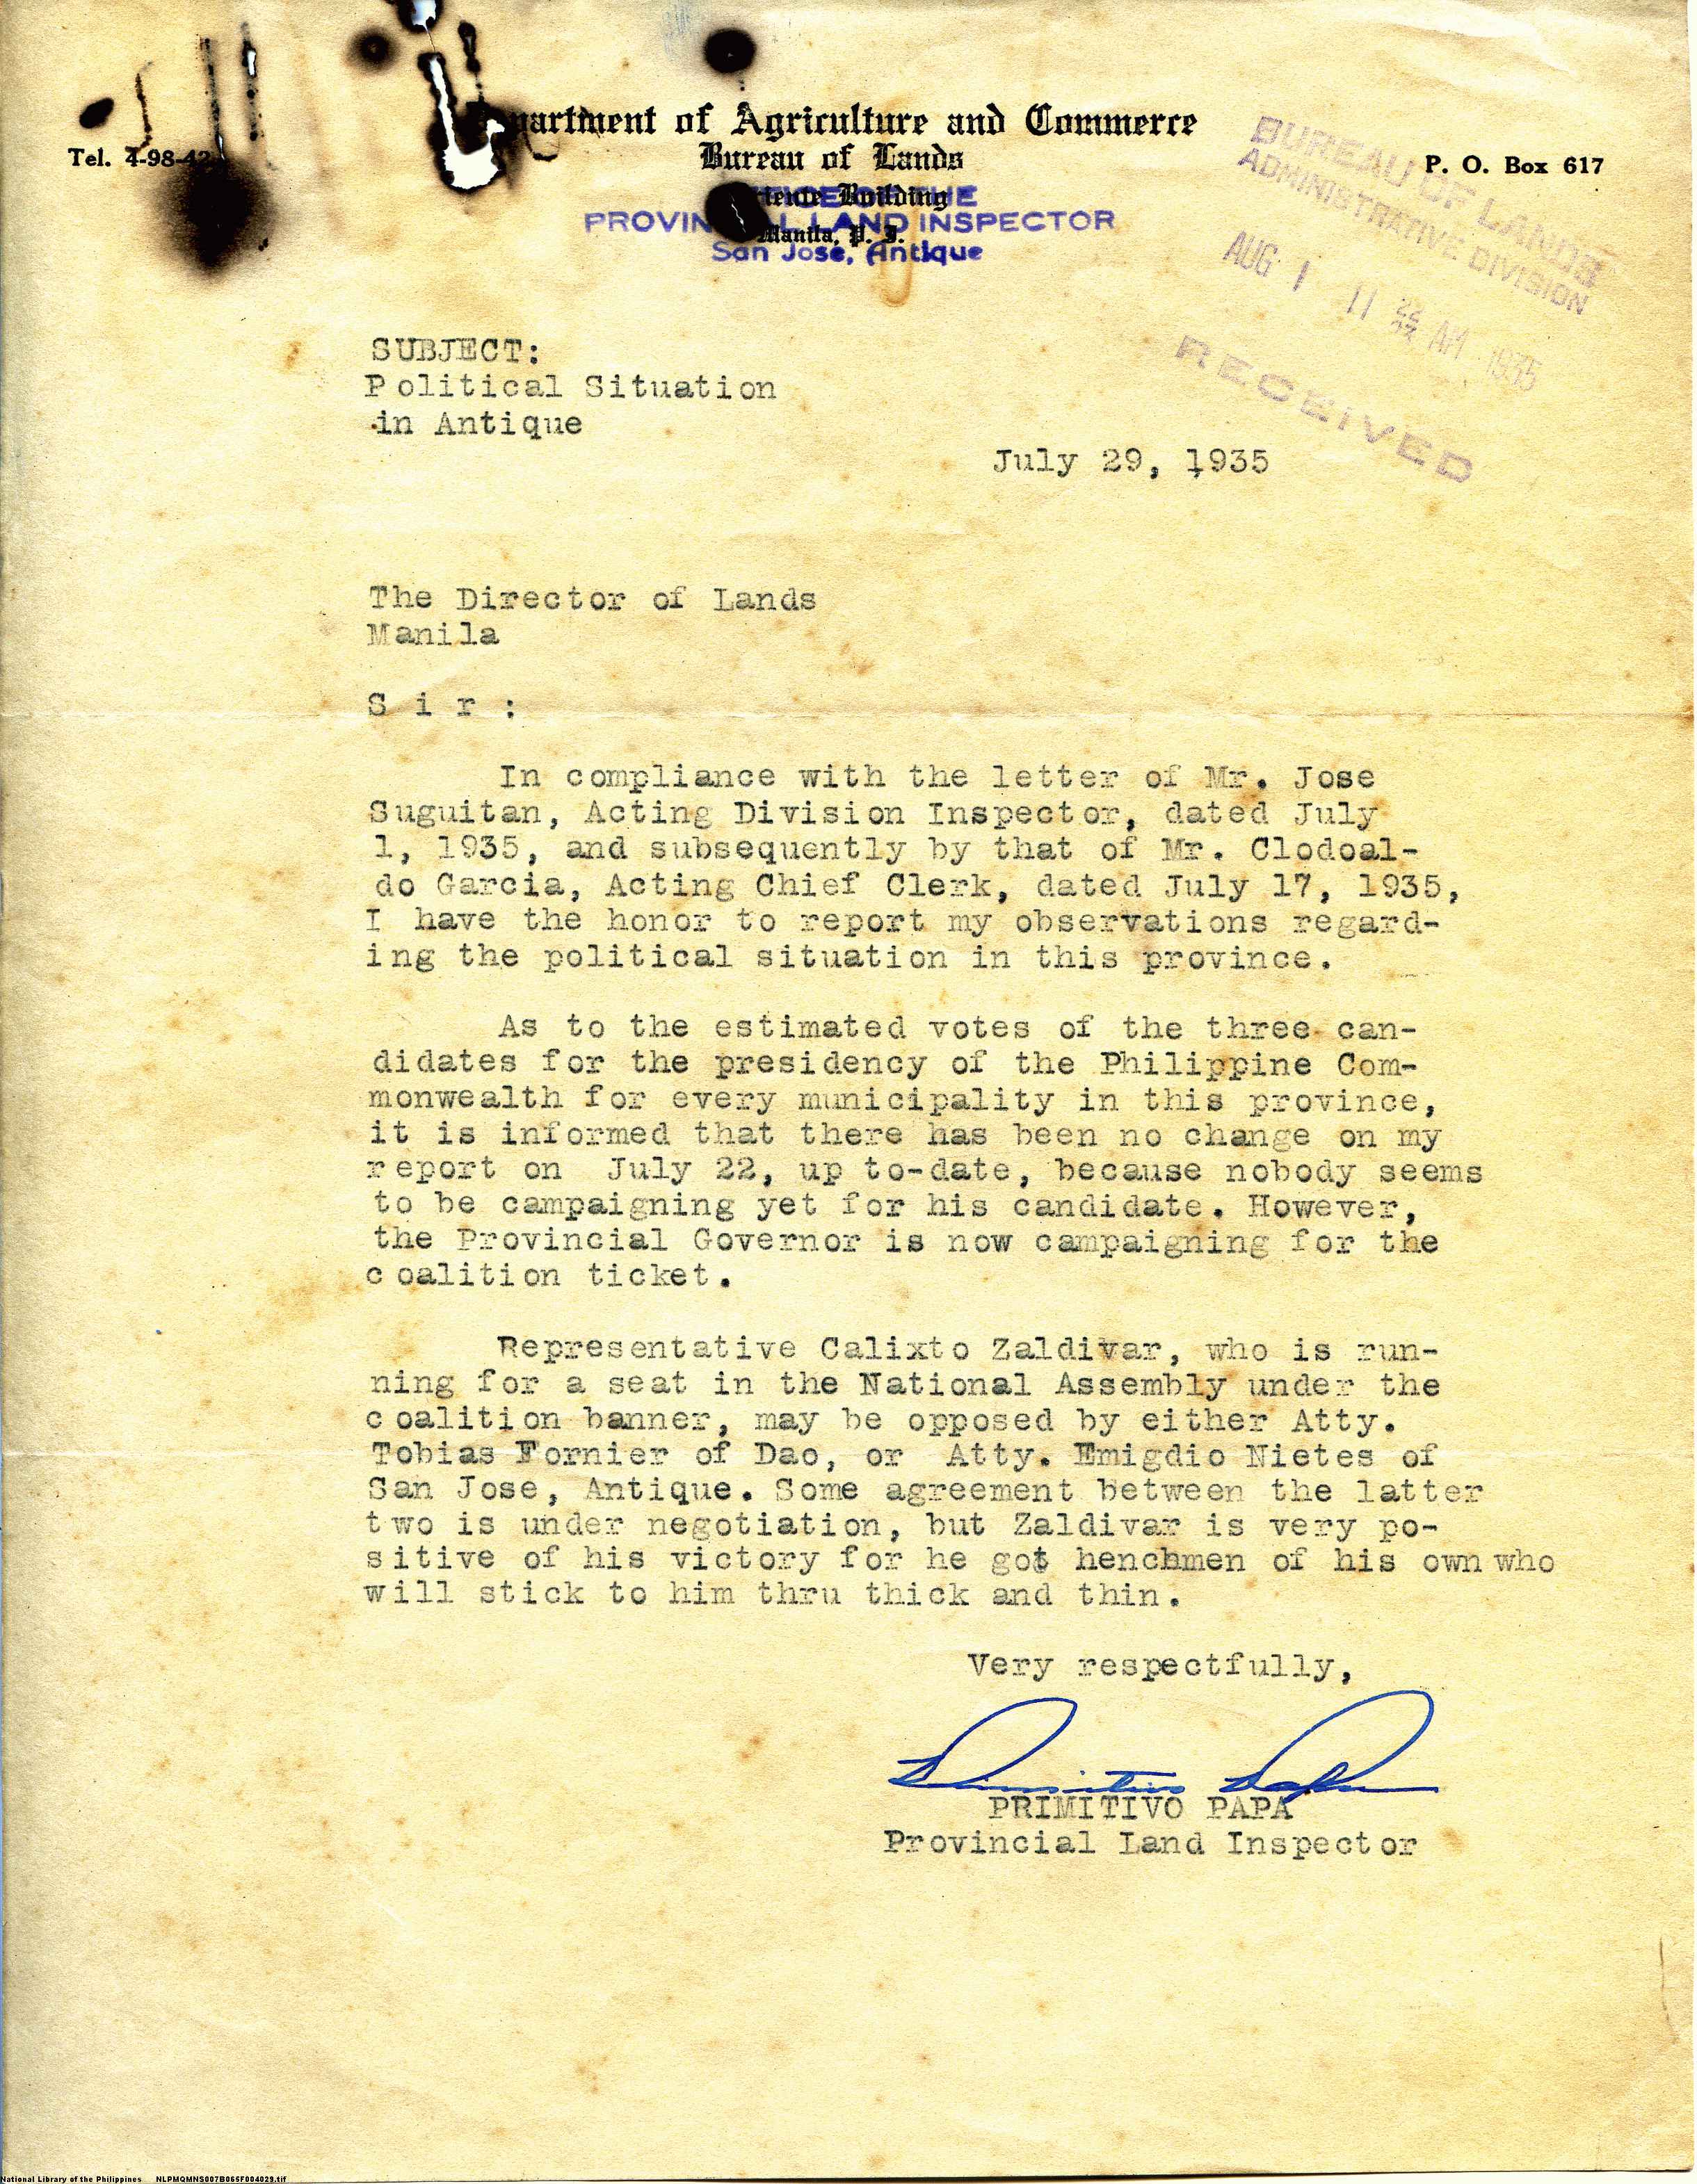 Department of Agriculture and Commerce
Tel. 4-98-42
Bureau of Lands
P. O. Box 617
Building
Manila, P. I.
OFFICE OF THE
PROVINCIAL LAND INSPECTOR
San Jose, Antique
BUREAU OF LANDS
ADMINISTRATIVE DIVISION
AUG 1 11 22 AM 1935
RECEIVED
SUBJECT:
Political Situation
in Antique
July 29, 1935
The Director of Lands
Manila
S i r :
In compliance with the letter of Mr. Jose
Suguitan, Acting Division Inspector, dated July
1, 1935, and subsequently by that of Mr. Clodoal-
do Garcia, Acting Chief Clerk, dated July 17, 1935,
I have the honor to report my observations regard-
ing the political situation in this province.
As to the estimated votes of the three can-
didates for the presidency of the Philippine Com-
monwealth for every municipality in this province,
it is informed that there has been no change on my
report on July 22, up to-date, because nobody seems
to be campaigning yet for his candidate. However,
the Provincial Governor is now campaigning for the
coalition ticket.
Representative Calixto Zaldivar, who is run-
ning for a seat in the National Assembly under the
coalition banner, may be opposed by either Atty.
Tobias Fornier of Dao, or Atty. Emigdio Nietes of
San Jose, Antique. Some agreement between the latter
two is under negotiation, but Zaldivar is very po-
sitive of his victory for he got henchmen of his own who
will stick to him thru thick and thin.
Very respectfully,
Primitivo Papa
PRIMITIVO PAPA
Provincial Land Inspector
National Library of the Philippines NLPMQMNS007B066F004029.tif